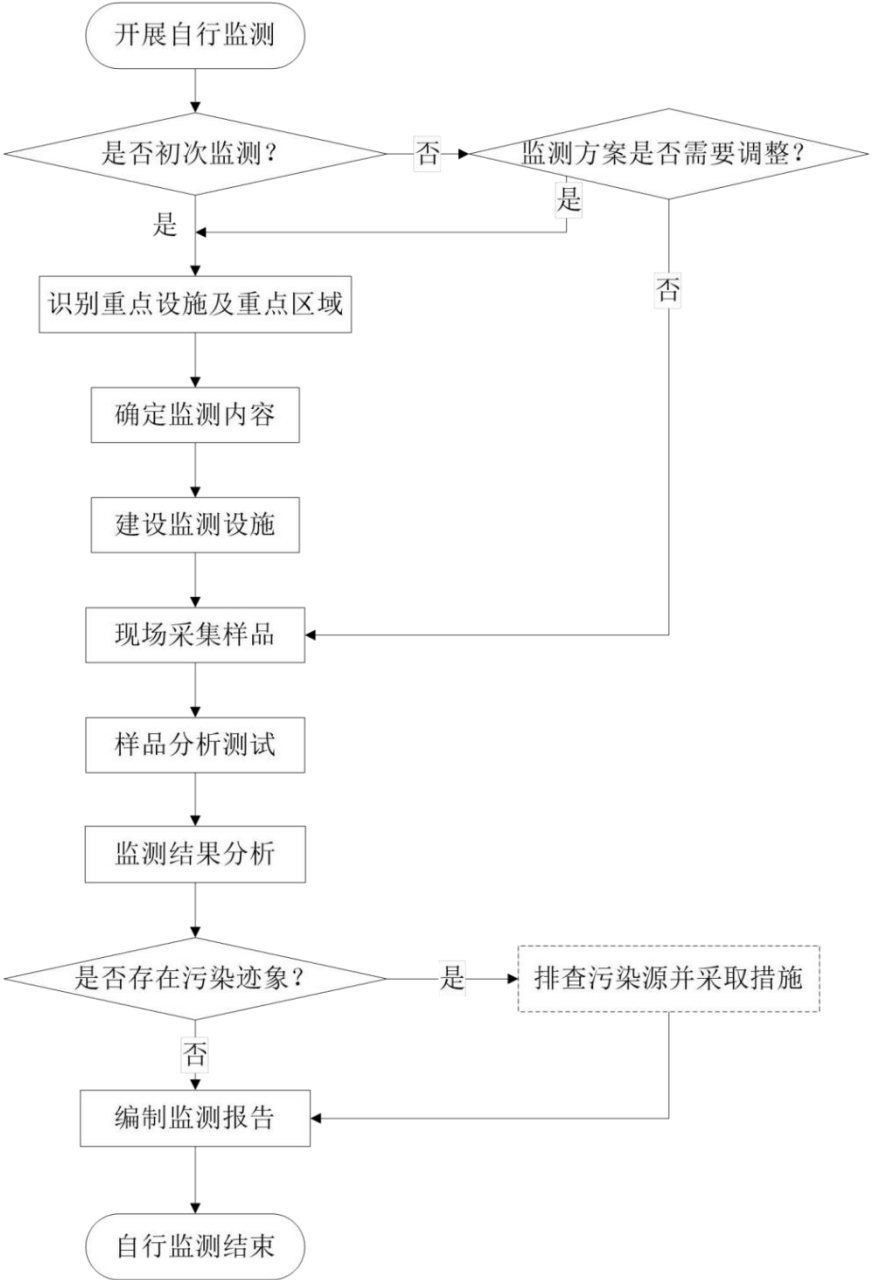 开展自行监测
是否初次监测？
否
监测方案是否需要调整？
是
是
否
识别重点设施及重点区域
确定监测内容
建设监测设施
现场采集样品
样品分析测试
监测结果分析
是否存在污染迹象？
是
排查污染源并采取措施
否
编制监测报告
自行监测结束